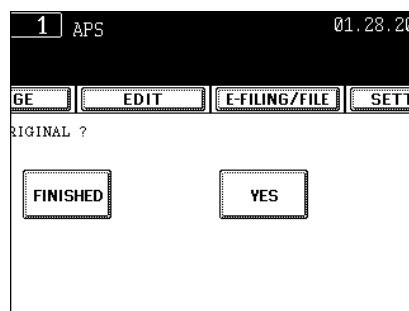 1 APS 01.28.20
GE EDIT E-FILING/FILE SETT
RIGINAL ?
FINISHED YES